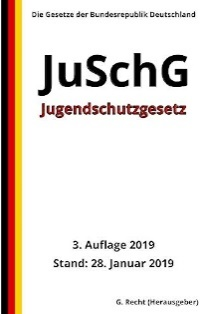 Die Gesetze der Bundesrepublik Deutschland
JuSchG
Jugendschutzgesetz
3. Auflage 2019
Stand: 28. Januar 2019
G. Recht (Herausgeber)